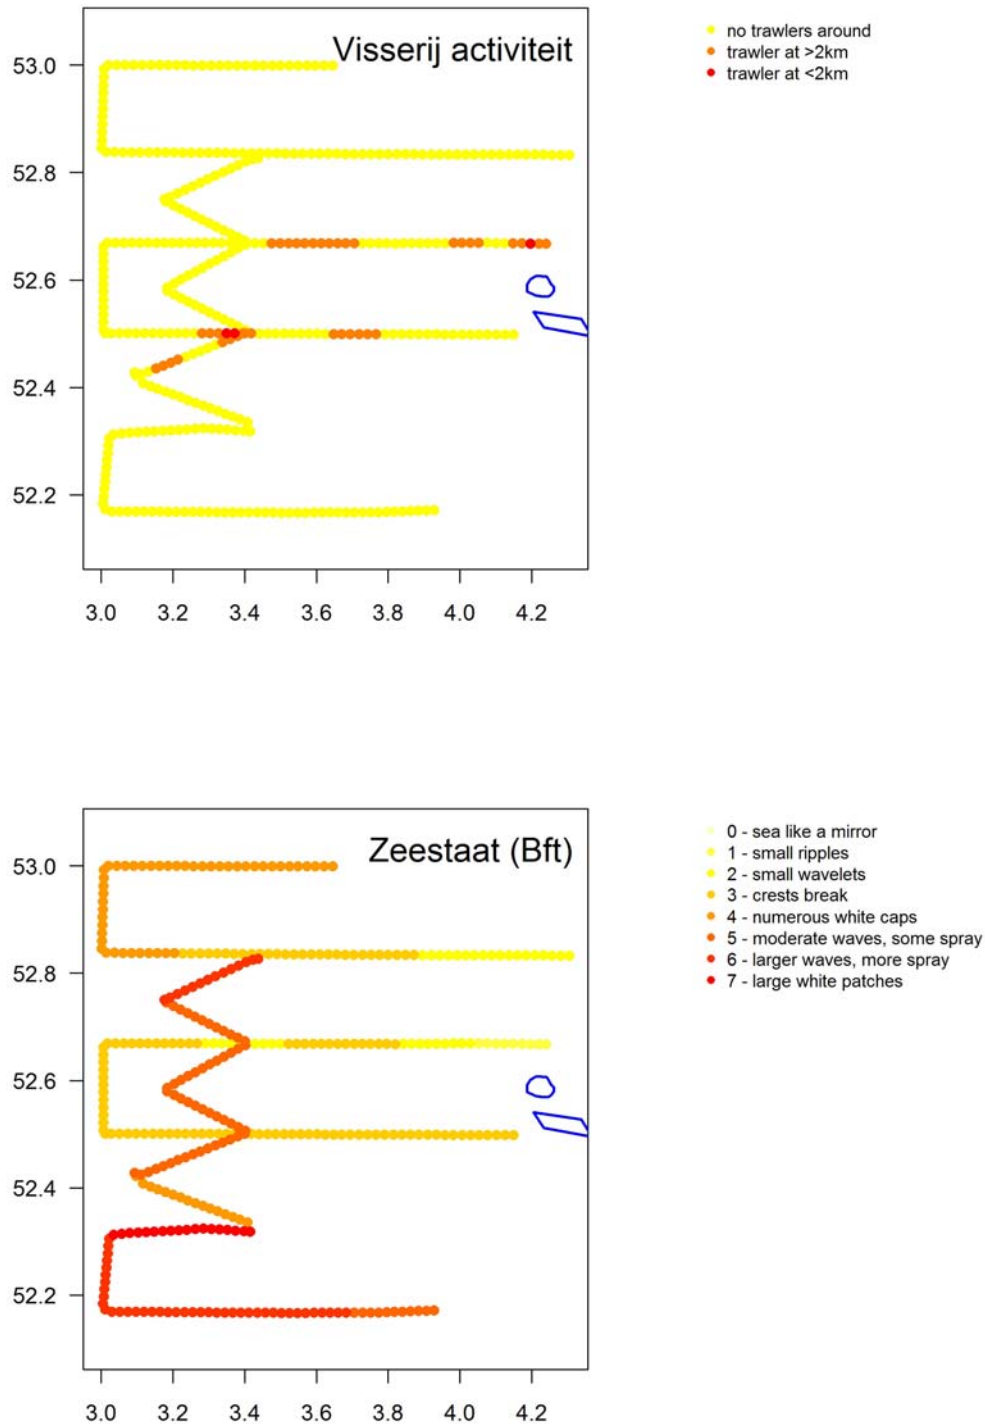 Visserij activiteit
no trawlers around
trawler at >2km
trawler at <2km
53.0
52.8
52.6
52.4
52.2
3.0 3.2 3.4 3.6 3.8 4.0 4.2
Zeestaat (Bft)
0 - sea like a mirror
1 - small ripples
2 - small wavelets
3 - crests break
4 - numerous white caps
5 - moderate waves, some spray
6 - larger waves, more spray
7 - large white patches
53.0
52.8
52.6
52.4
52.2
3.0 3.2 3.4 3.6 3.8 4.0 4.2